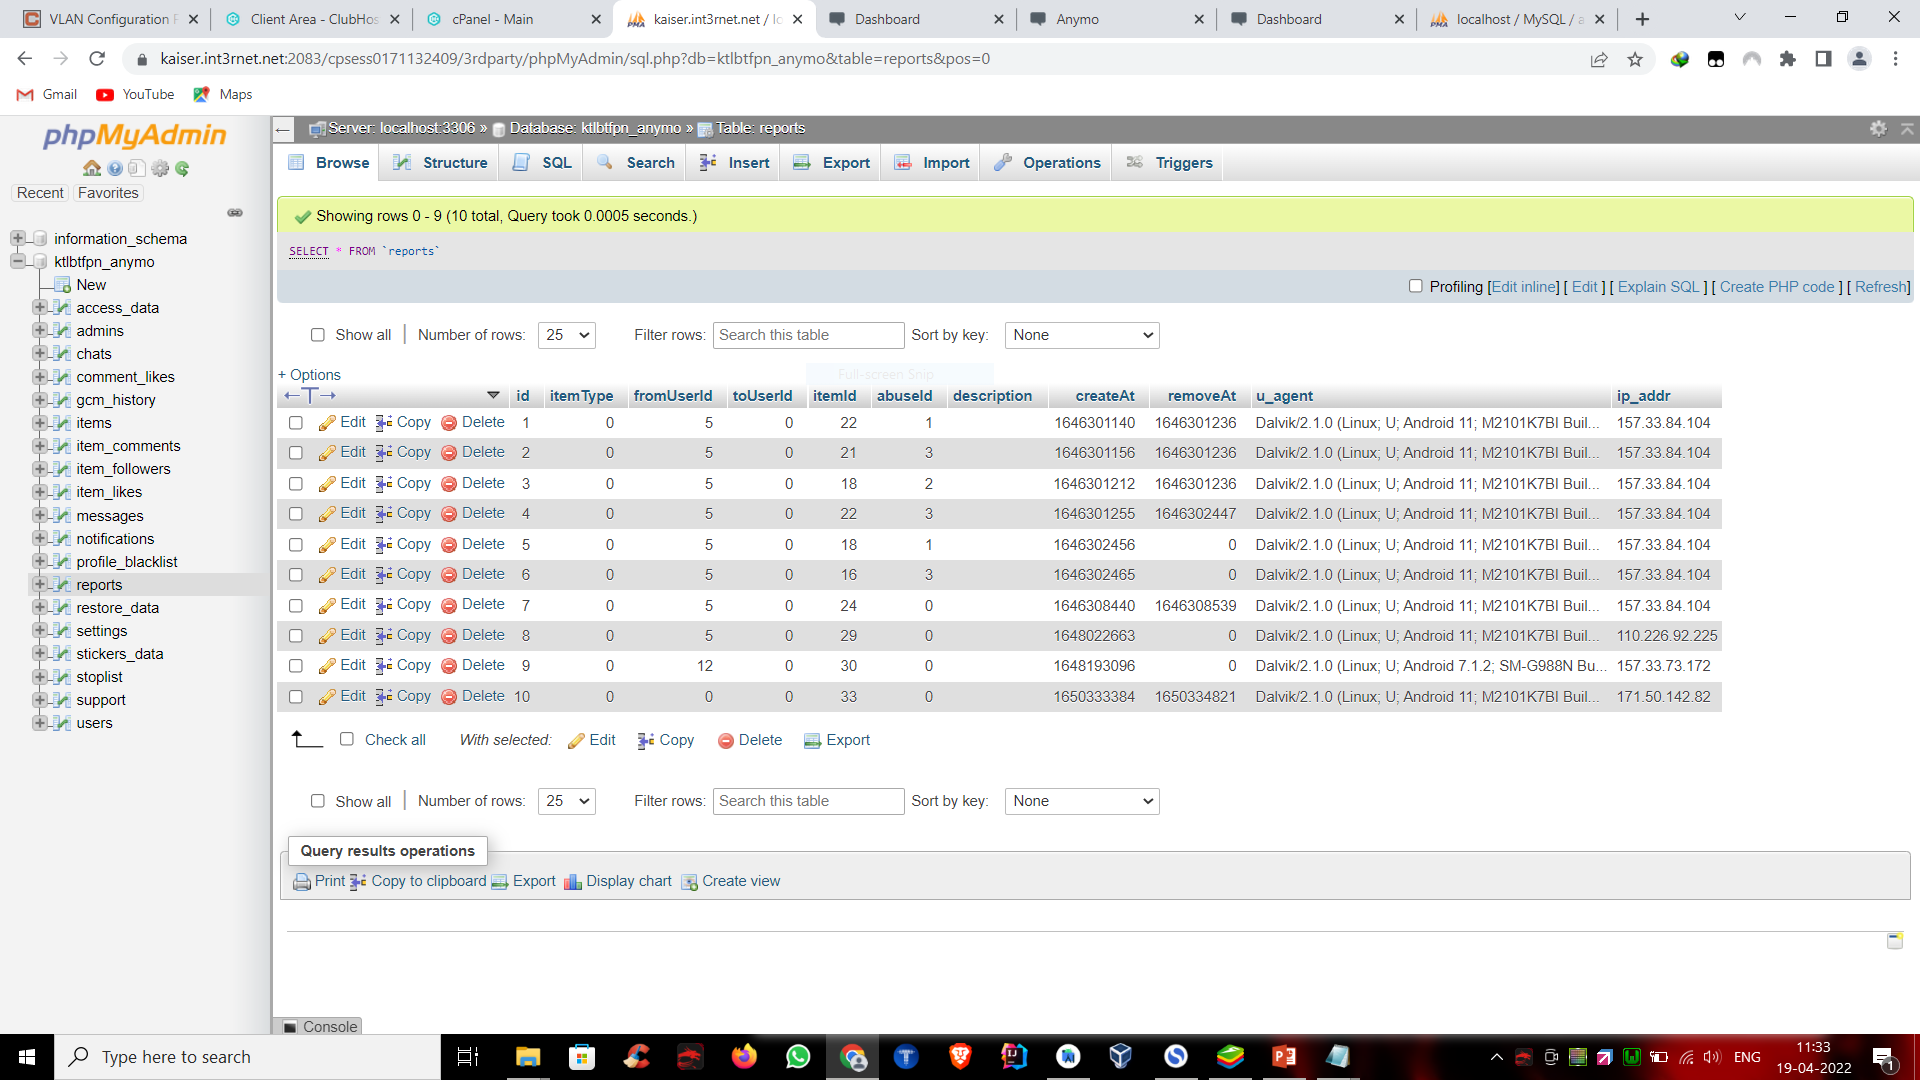 VLAN Configuration
Client Area - ClubHos
cPanel - Main
kaiser.int3rnet.net / lo
Dashboard
Anymo
Dashboard
localhost / MySQL / a
kaiser.int3rnet.net:2083/cpsess0171132409/3rdparty/phpMyAdmin/sql.php?db=ktlbtfpn_anymo&table=reports&pos=0
Gmail YouTube Maps
phpMyAdmin
Recent Favorites
information_schema
ktlbtfpn_anymo
New
access_data
admins
chats
comment_likes
gcm_history
items
item_comments
item_followers
item_likes
messages
notifications
profile_blacklist
reports
restore_data
settings
stickers_data
stoplist
support
users
Server: localhost:3306 » Database: ktlbtfpn_anymo » Table: reports
Browse Structure SQL Search Insert Export Import Operations Triggers
Showing rows 0 - 9 (10 total, Query took 0.0005 seconds.)
SELECT * FROM `reports`
Profiling [Edit inline] [ Edit ] [ Explain SQL ] [ Create PHP code ] [ Refresh]
Show all Number of rows: 25 Filter rows: Search this table Sort by key: None
Full-screen Snip
+ Options
←T→ id itemType fromUserId toUserId itemId abuseId description createAt removeAt u_agent ip_addr
Edit Copy Delete 1 0 5 0 22 1 1646301140 1646301236 Dalvik/2.1.0 (Linux; U; Android 11; M2101K7BI Buil... 157.33.84.104
Edit Copy Delete 2 0 5 0 21 3 1646301156 1646301236 Dalvik/2.1.0 (Linux; U; Android 11; M2101K7BI Buil... 157.33.84.104
Edit Copy Delete 3 0 5 0 18 2 1646301212 1646301236 Dalvik/2.1.0 (Linux; U; Android 11; M2101K7BI Buil... 157.33.84.104
Edit Copy Delete 4 0 5 0 22 3 1646301255 1646302447 Dalvik/2.1.0 (Linux; U; Android 11; M2101K7BI Buil... 157.33.84.104
Edit Copy Delete 5 0 5 0 18 1 1646302456 0 Dalvik/2.1.0 (Linux; U; Android 11; M2101K7BI Buil... 157.33.84.104
Edit Copy Delete 6 0 5 0 16 3 1646302465 0 Dalvik/2.1.0 (Linux; U; Android 11; M2101K7BI Buil... 157.33.84.104
Edit Copy Delete 7 0 5 0 24 0 1646308440 1646308539 Dalvik/2.1.0 (Linux; U; Android 11; M2101K7BI Buil... 157.33.84.104
Edit Copy Delete 8 0 5 0 29 0 1648022663 0 Dalvik/2.1.0 (Linux; U; Android 11; M2101K7BI Buil... 110.226.92.225
Edit Copy Delete 9 0 12 0 30 0 1648193096 0 Dalvik/2.1.0 (Linux; U; Android 7.1.2; SM-G988N Bu... 157.33.73.172
Edit Copy Delete 10 0 0 0 33 0 1650333384 1650334821 Dalvik/2.1.0 (Linux; U; Android 11; M2101K7BI Buil... 171.50.142.82
Check all With selected: Edit Copy Delete Export
Show all Number of rows: 25 Filter rows: Search this table Sort by key: None
Query results operations
Print Copy to clipboard Export Display chart Create view
Console
Type here to search
ENG
11:33
19-04-2022
1